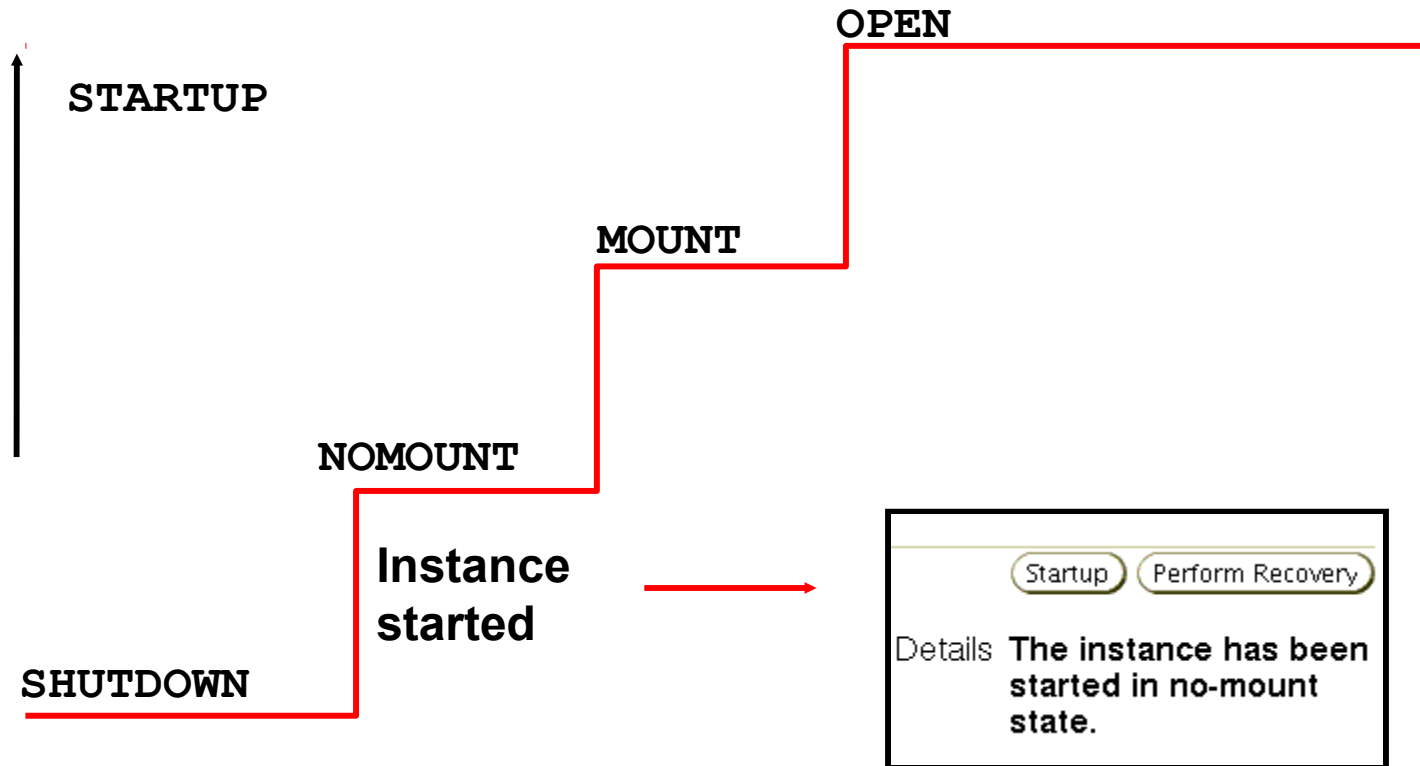 OPEN
STARTUP
MOUNT
NOMOUNT
Instance
started
SHUTDOWN
Startup Perform Recovery
Details The instance has been
started in no-mount
state.